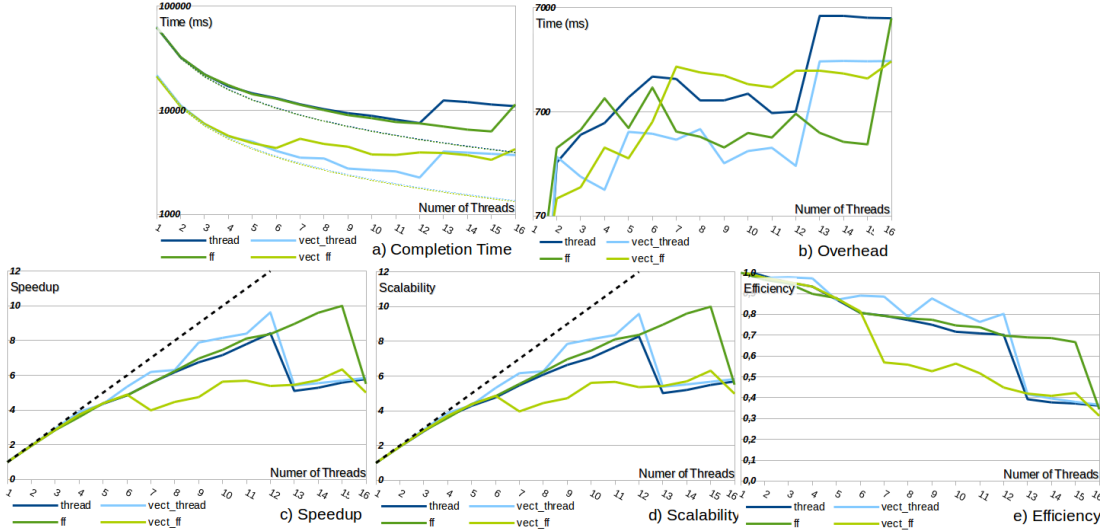 100000
Time (ms)
10000
1000
Numer of Threads
1 2 3 4 5 6 7 8 9 10 11 12 13 14 15 16
thread vect_thread
ff vect_ff
a) Completion Time
7000
Time (ms)
700
70
Numer of Threads
1 2 3 4 5 6 7 8 9 10 11 12 13 14 15 16
thread vect_thread
ff vect_ff
b) Overhead
12
Speedup
10
8
6
4
2
0
Numer of Threads
1 2 3 4 5 6 7 8 9 10 11 12 13 14 15 16
thread vect_thread
ff vect_ff
c) Speedup
12
Scalability
10
8
6
4
2
0
Numer of Threads
1 2 3 4 5 6 7 8 9 10 11 12 13 14 15 16
thread vect_thread
ff vect_ff
d) Scalability
1,0
Efficiency
0,9
0,8
0,7
0,6
0,5
0,4
0,3
0,2
0,1
0,0
Numer of Threads
1 2 3 4 5 6 7 8 9 10 11 12 13 14 15 16
thread vect_thread
ff vect_ff
e) Efficiency